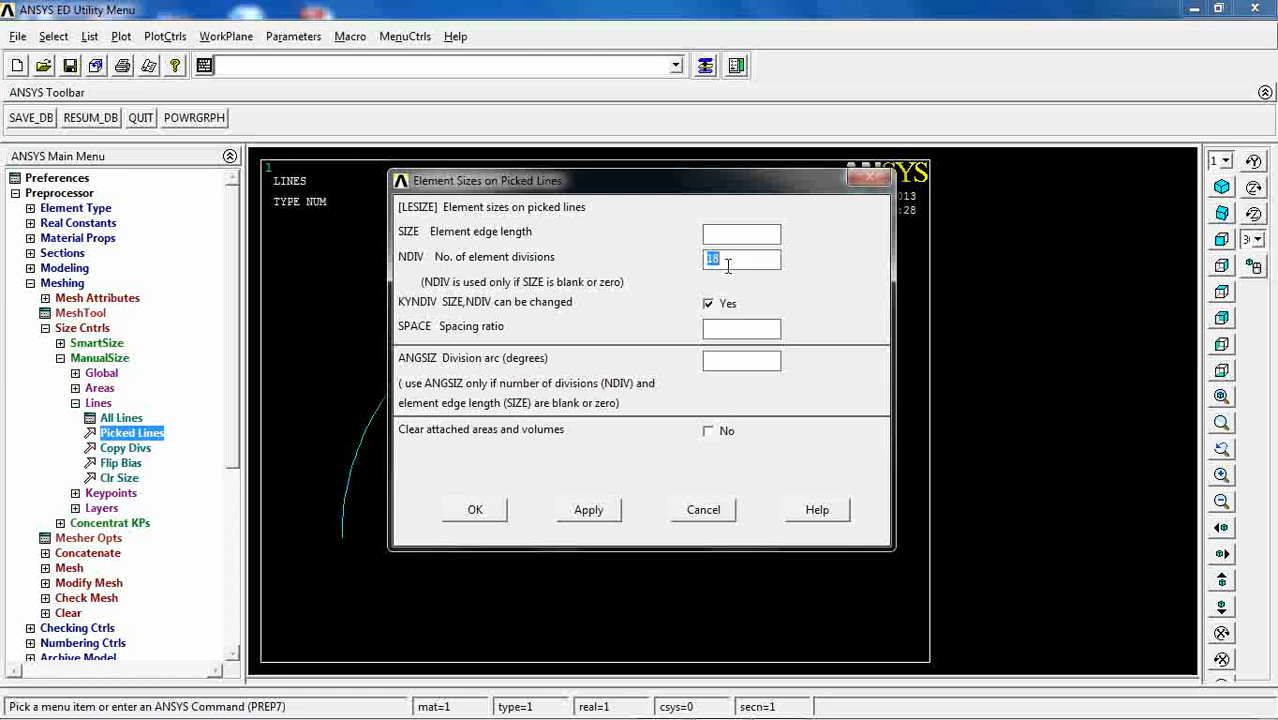 ANSYS ED Utility Menu
File Select List Plot PlotCtrls WorkPlane Parameters Macro MenuCtrls Help
ANSYS Toolbar
SAVE_DB RESUM_DB QUIT POWRGRPH
ANSYS Main Menu
Preferences
Preprocessor
Element Type
Real Constants
Material Props
Sections
Modeling
Meshing
Mesh Attributes
MeshTool
Size Cntrls
SmartSize
ManualSize
Global
Areas
Lines
All Lines
Picked Lines
Copy Divs
Flip Bias
Clr Size
Keypoints
Layers
Concentrat KPs
Mesher Opts
Concatenate
Mesh
Modify Mesh
Check Mesh
Clear
Checking Ctrls
Numbering Ctrls
Archive Model
1
LINES
TYPE NUM
SYS
013
:28
Element Sizes on Picked Lines
[LESIZE] Element sizes on picked lines
SIZE Element edge length
NDIV No. of element divisions 18
(NDIV is used only if SIZE is blank or zero)
KYNDIV SIZE,NDIV can be changed Yes
SPACE Spacing ratio
ANGSIZ Division arc (degrees)
( use ANGSIZ only if number of divisions (NDIV) and
element edge length (SIZE) are blank or zero)
Clear attached areas and volumes No
OK Apply Cancel Help
1
3
Pick a menu item or enter an ANSYS Command (PREP7) mat=1 type=1 real=1 csys=0 secn=1